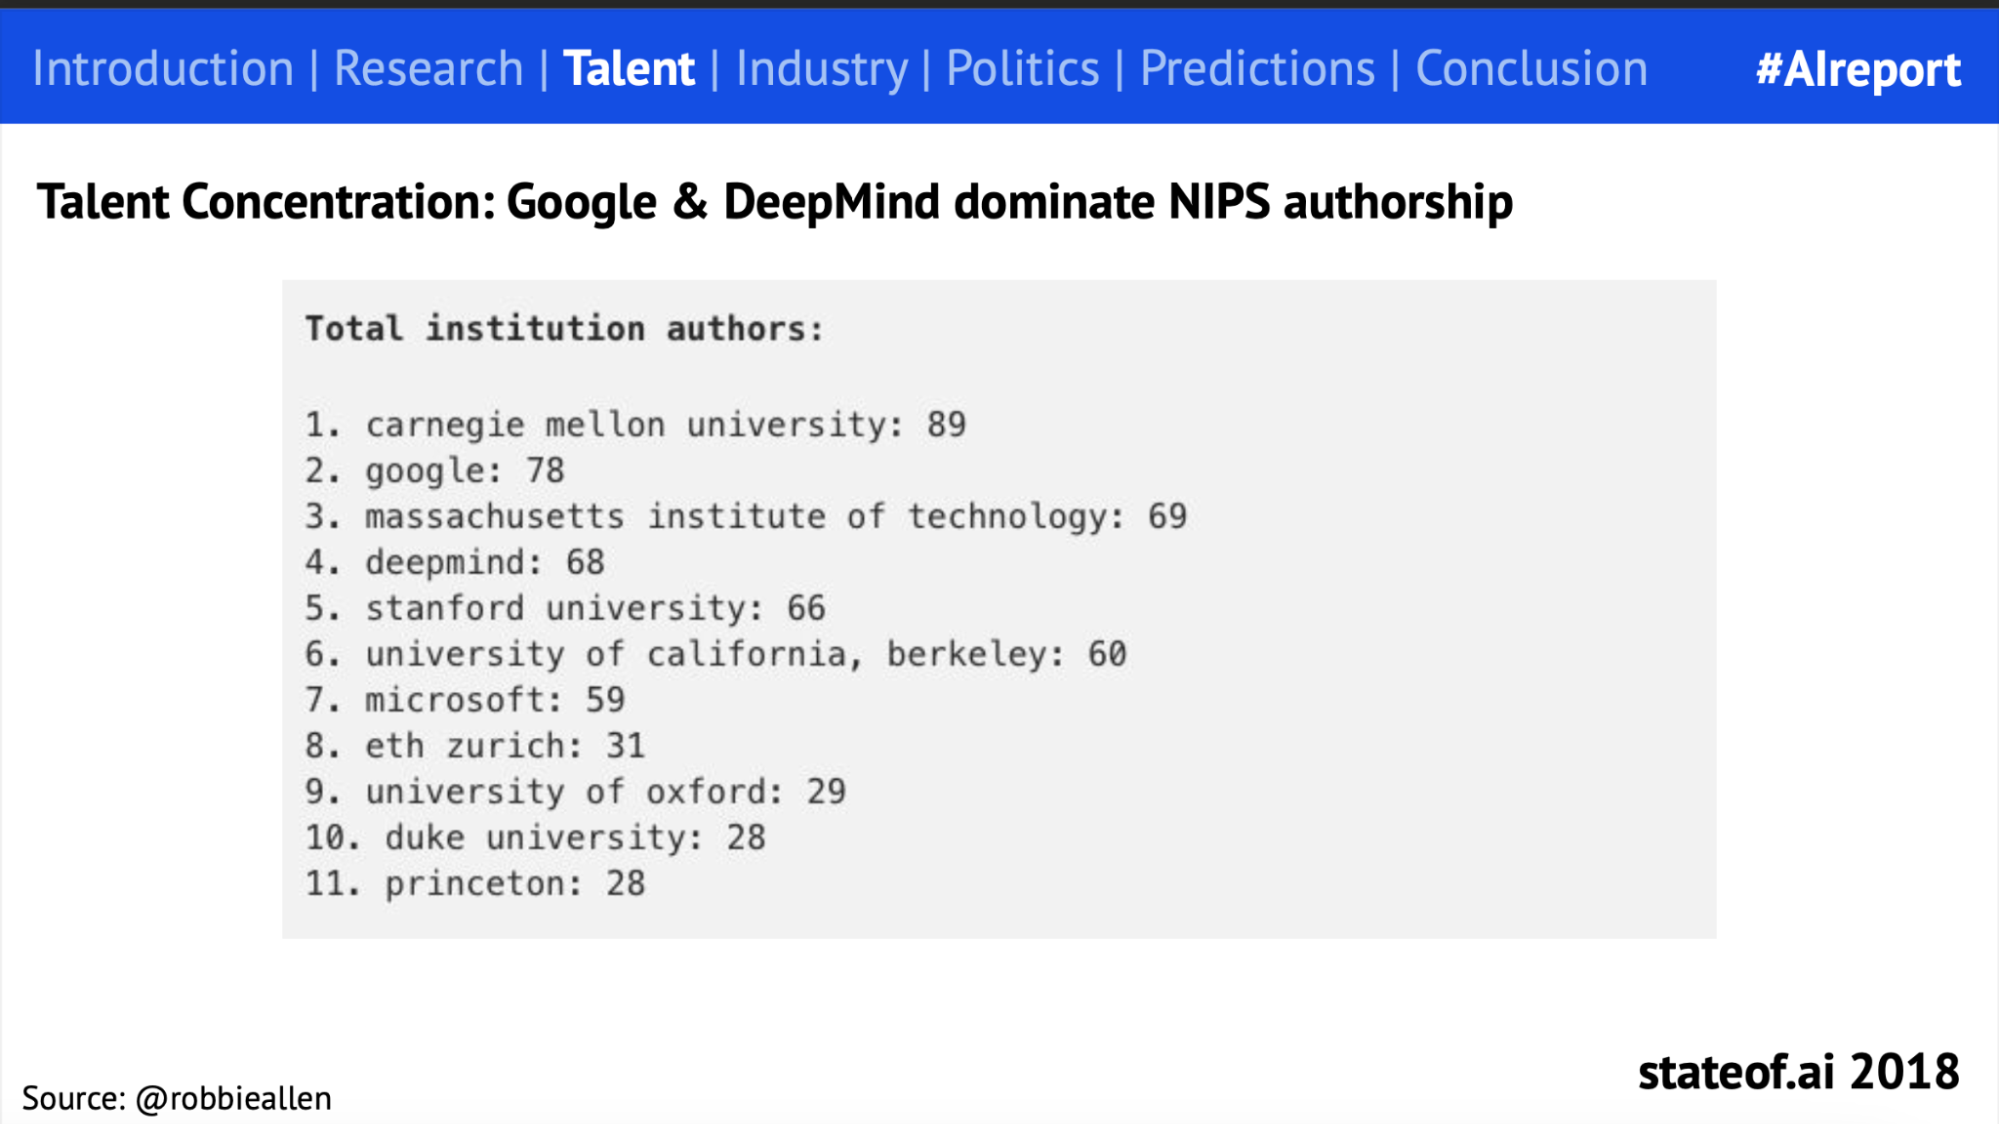 Introduction | Research | Talent | Industry | Politics | Predictions | Conclusion #AIreport
Talent Concentration: Google & DeepMind dominate NIPS authorship
Total institution authors:
1. carnegie mellon university: 89
2. google: 78
3. massachusetts institute of technology: 69
4. deepmind: 68
5. stanford university: 66
6. university of california, berkeley: 60
7. microsoft: 59
8. eth zurich: 31
9. university of oxford: 29
10. duke university: 28
11. princeton: 28
stateof.ai 2018
Source: @robbieallen